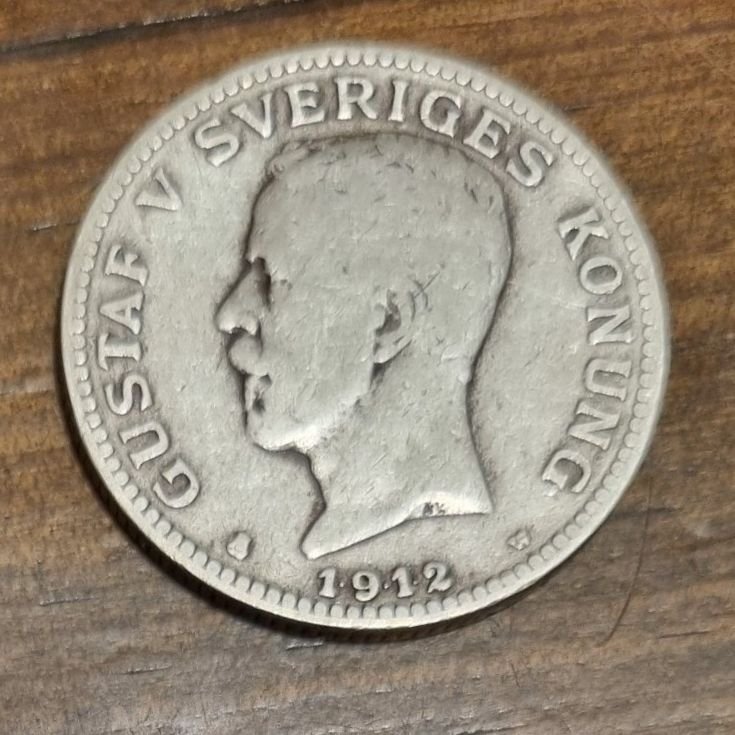 GUSTAF V SVERIGES KONUNG
W
1·9·1·2